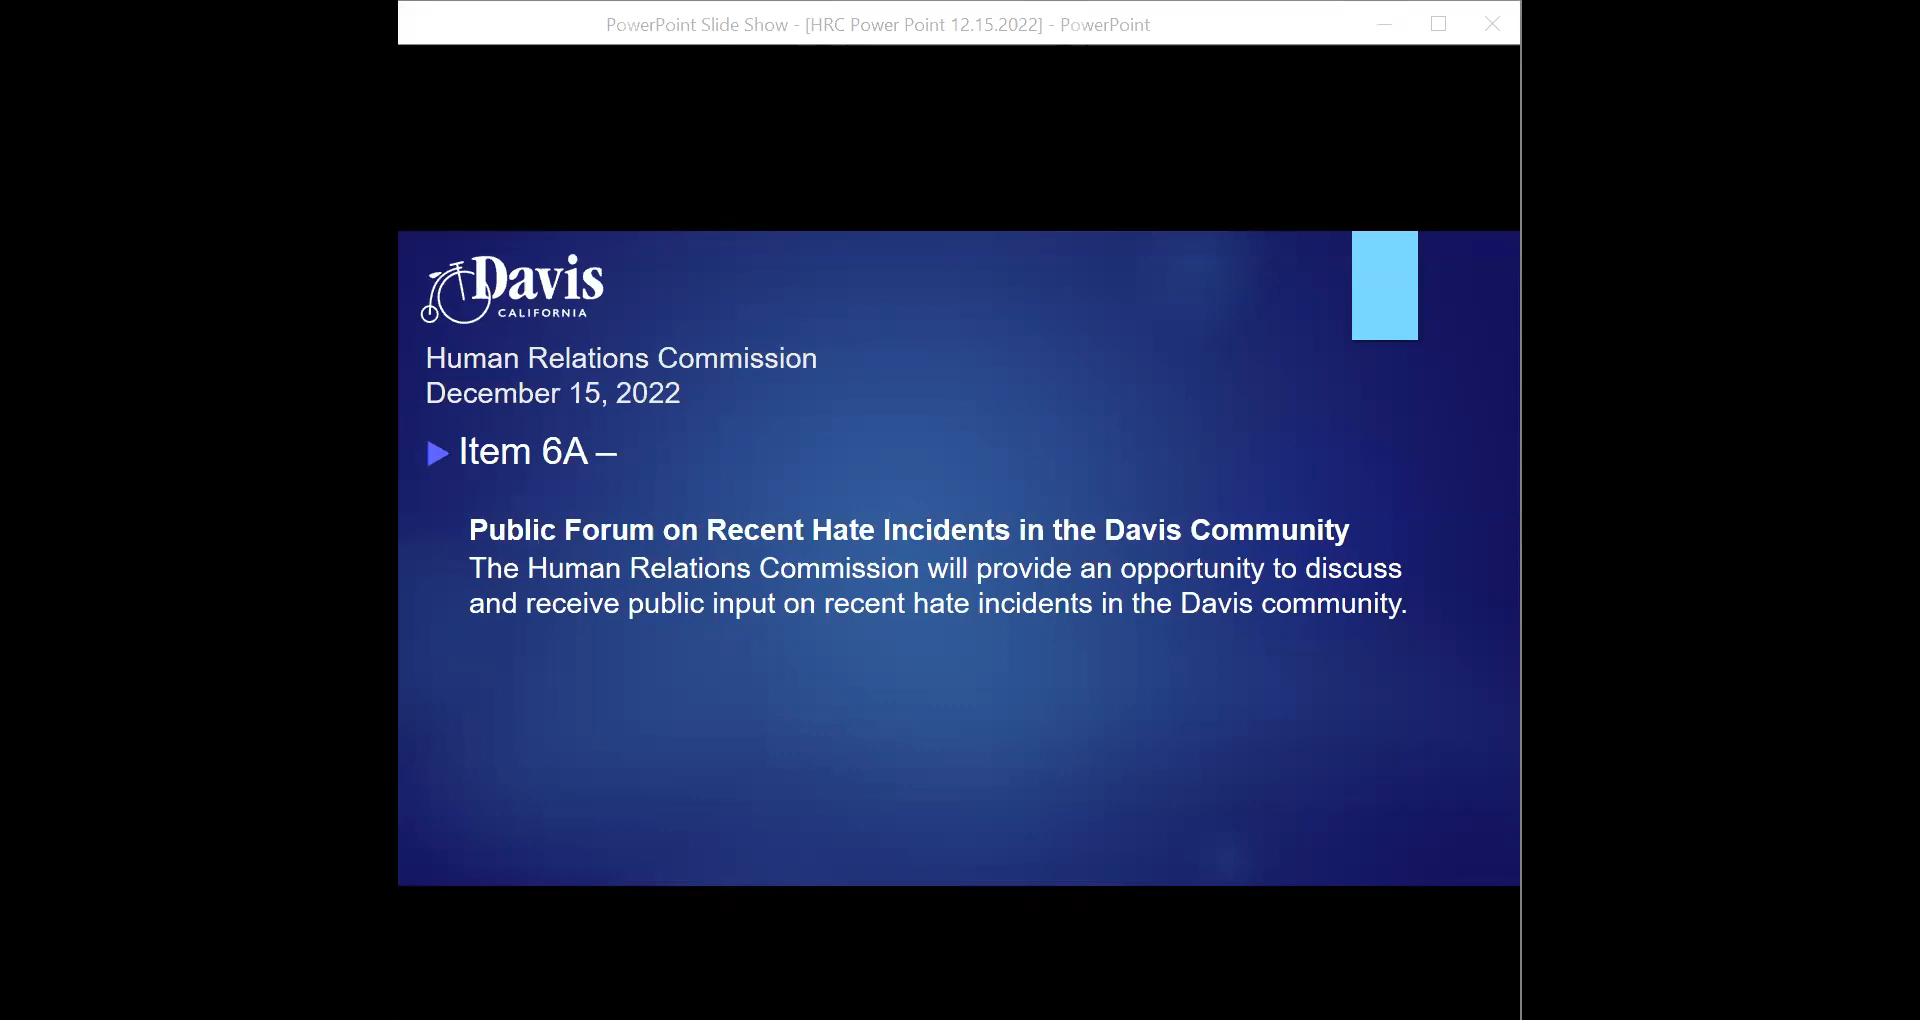 PowerPoint Slide Show - [HRC Power Point 12.15.2022] - PowerPoint
Davis
CALIFORNIA
Human Relations Commission
December 15, 2022
Item 6A –
Public Forum on Recent Hate Incidents in the Davis Community
The Human Relations Commission will provide an opportunity to discuss
and receive public input on recent hate incidents in the Davis community.